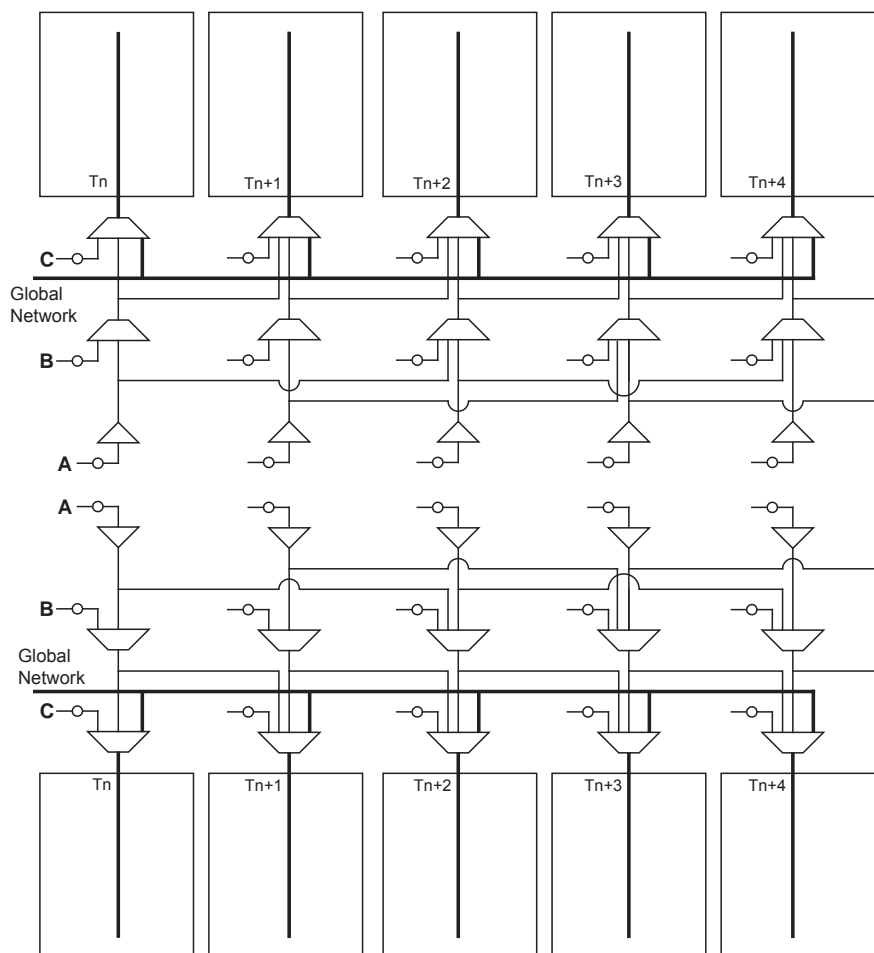 Tn
Tn+1
Tn+2
Tn+3
Tn+4
C
Global
Network
B
A
A
B
Global
Network
C
Tn
Tn+1
Tn+2
Tn+3
Tn+4